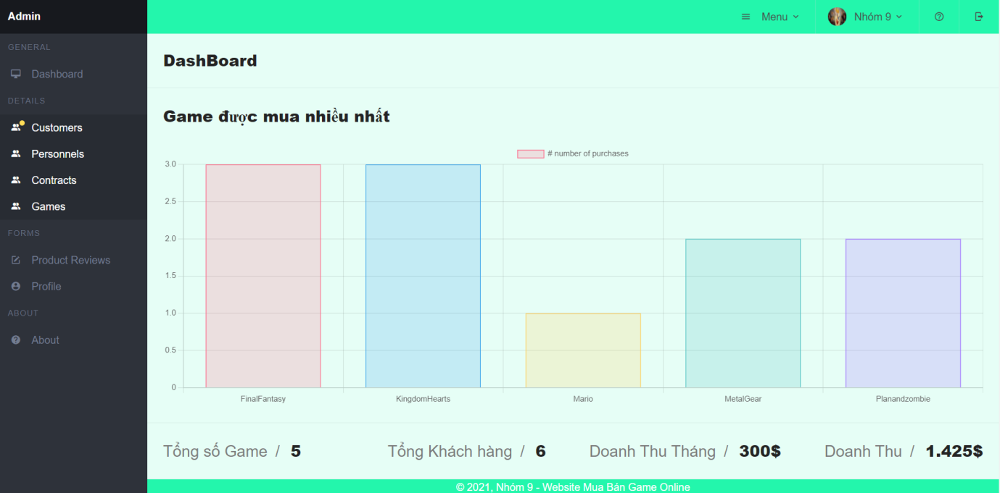 Admin
Menu
Nhóm 9
GENERAL
Dashboard
DETAILS
Customers
Personnels
Contracts
Games
FORMS
Product Reviews
Profile
ABOUT
About
DashBoard
Game được mua nhiều nhất
# number of purchases
3.0
2.5
2.0
1.5
1.0
0.5
0
FinalFantasy KingdomHearts Mario MetalGear Planandzombie
Tổng số Game / 5 Tổng Khách hàng / 6 Doanh Thu Tháng / 300$ Doanh Thu / 1.425$
© 2021, Nhóm 9 - Website Mua Bán Game Online